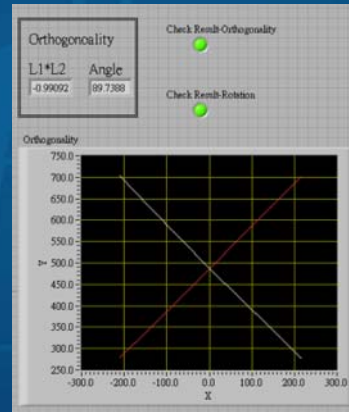 Orthogonoality
L1*L2 Angle
-0.99092 89.7388
Check Result-Orthogonality
Check Result-Rotation
Orthogonality
750.0
700.0
650.0
600.0
550.0
Y 500.0
450.0
400.0
350.0
300.0
250.0
-300.0 -200.0 -100.0 0.0 100.0 200.0 300.0
X